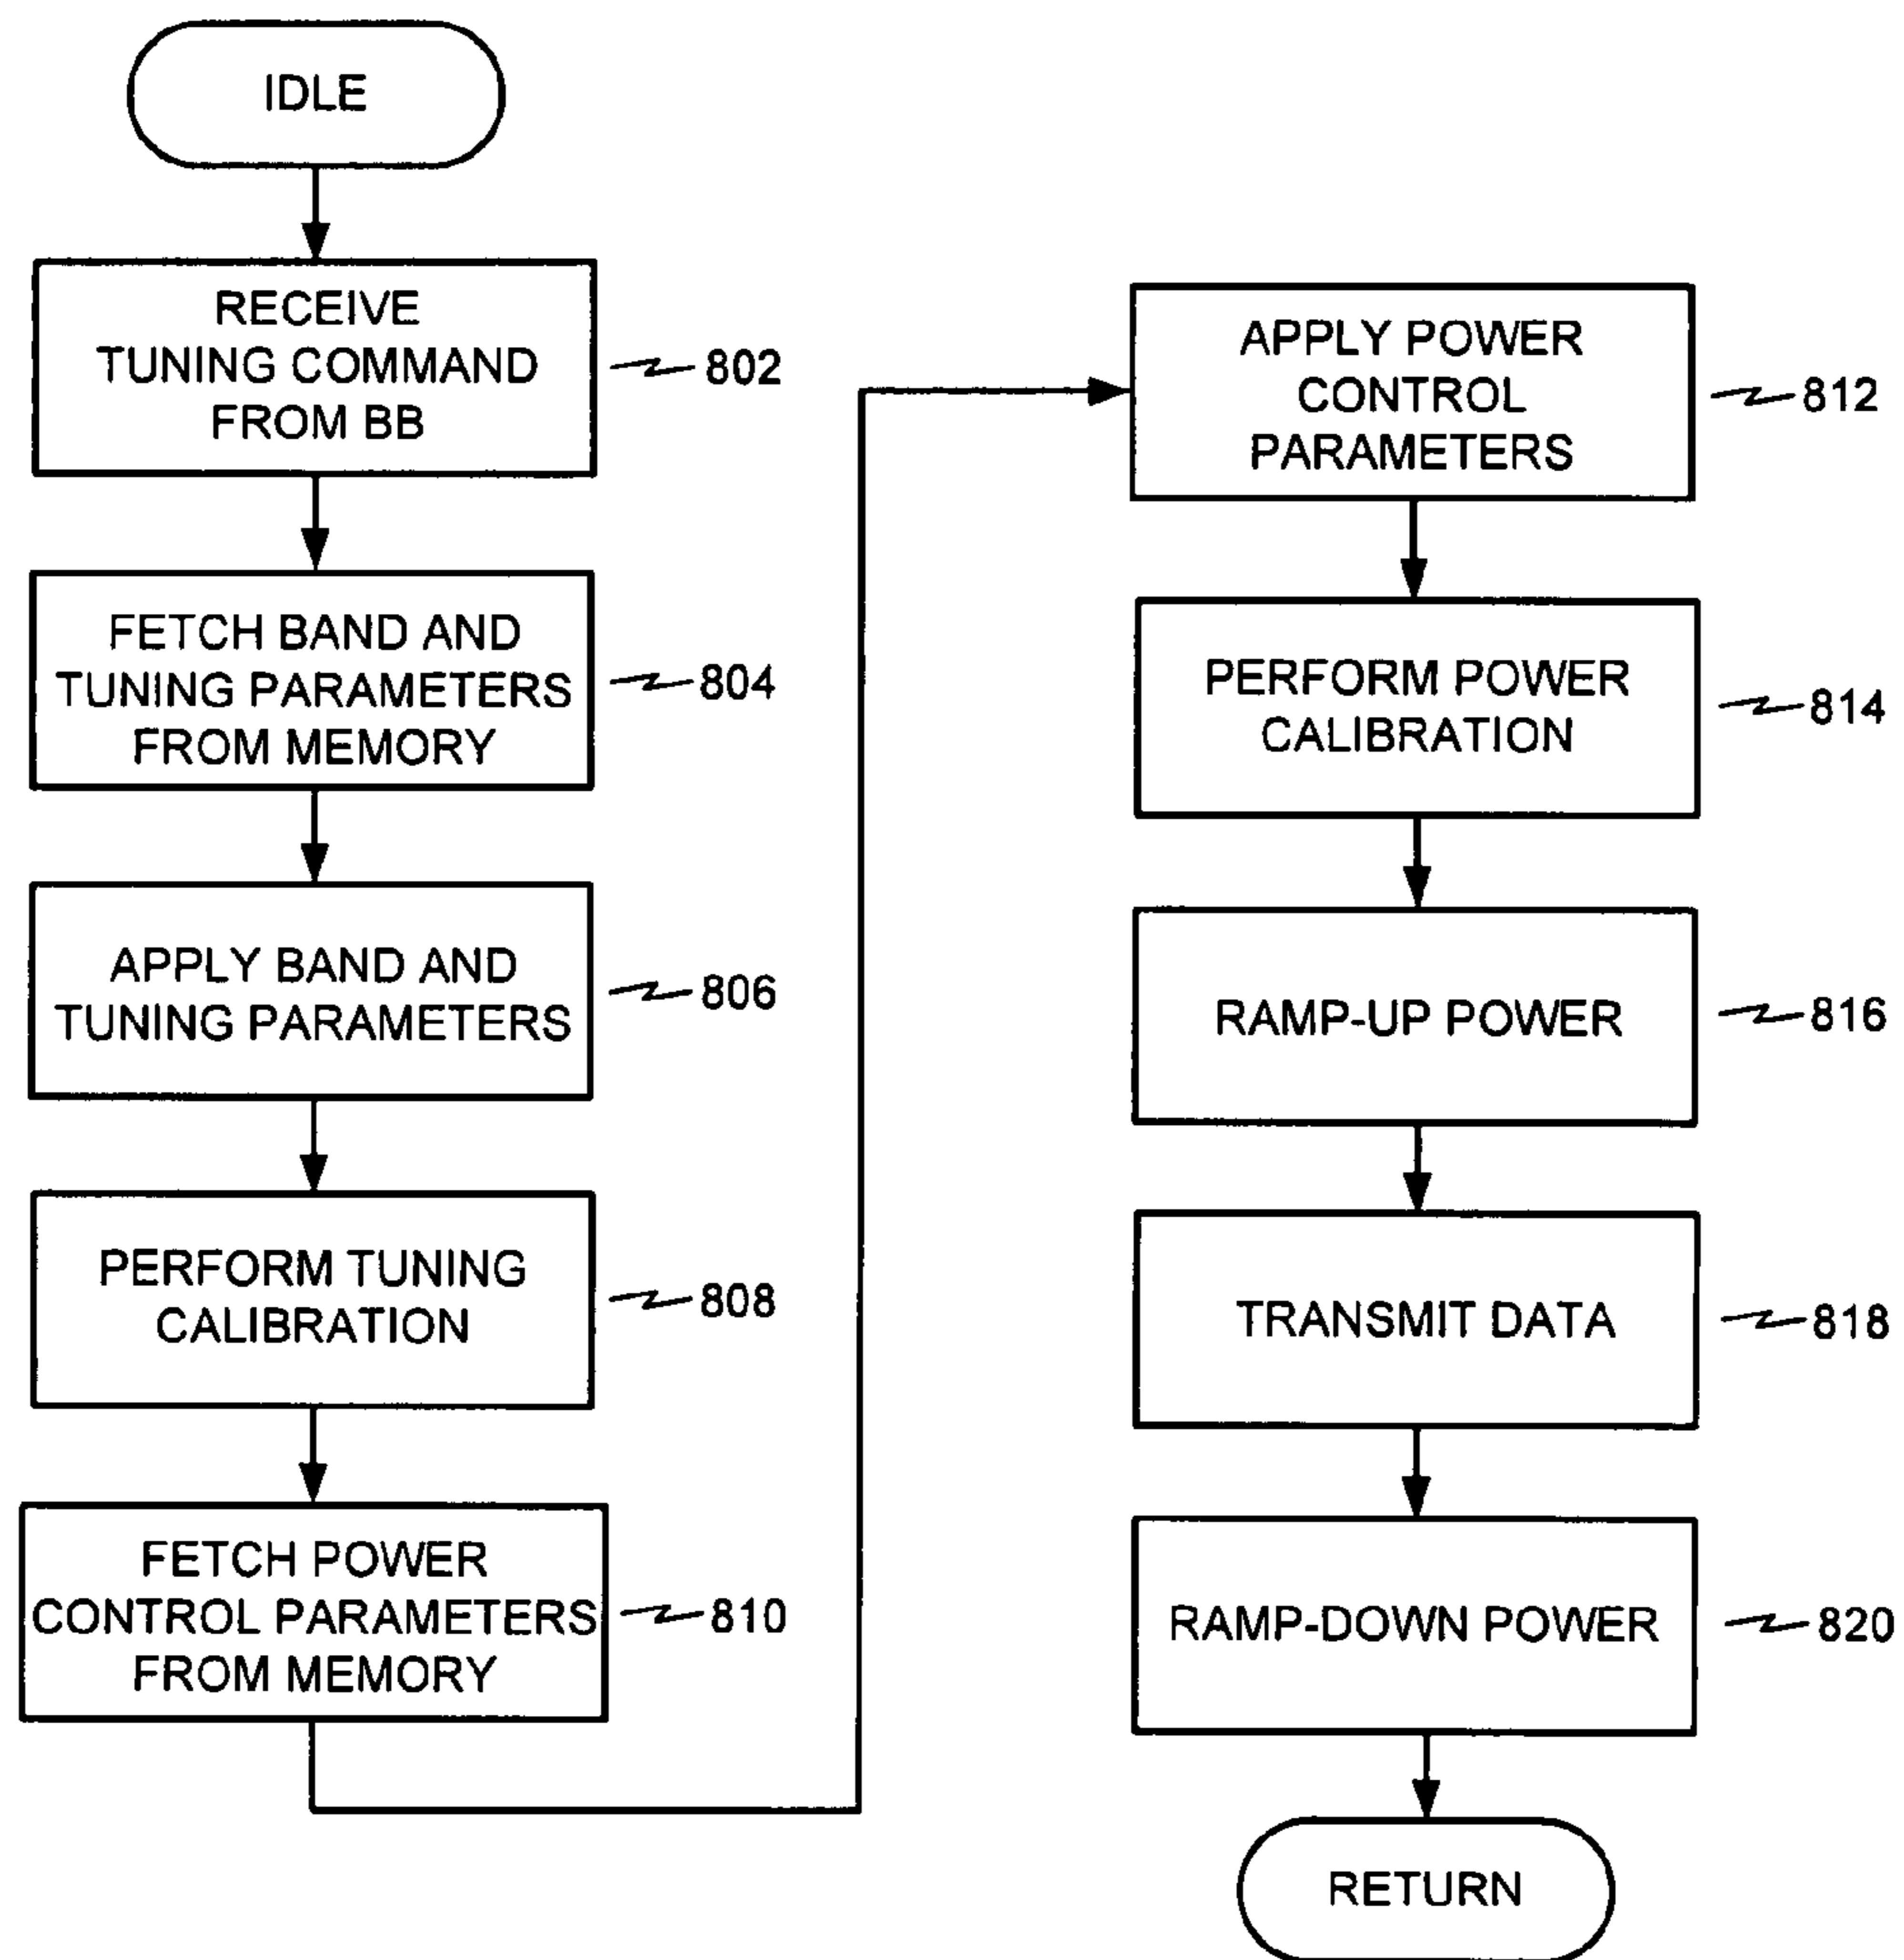 IDLE
RECEIVE
TUNING COMMAND
FROM BB
802
FETCH BAND AND
TUNING PARAMETERS
FROM MEMORY
804
APPLY BAND AND
TUNING PARAMETERS
806
PERFORM TUNING
CALIBRATION
808
FETCH POWER
CONTROL PARAMETERS
FROM MEMORY
810
APPLY POWER
CONTROL
PARAMETERS
812
PERFORM POWER
CALIBRATION
814
RAMP-UP POWER
816
TRANSMIT DATA
818
RAMP-DOWN POWER
820
RETURN